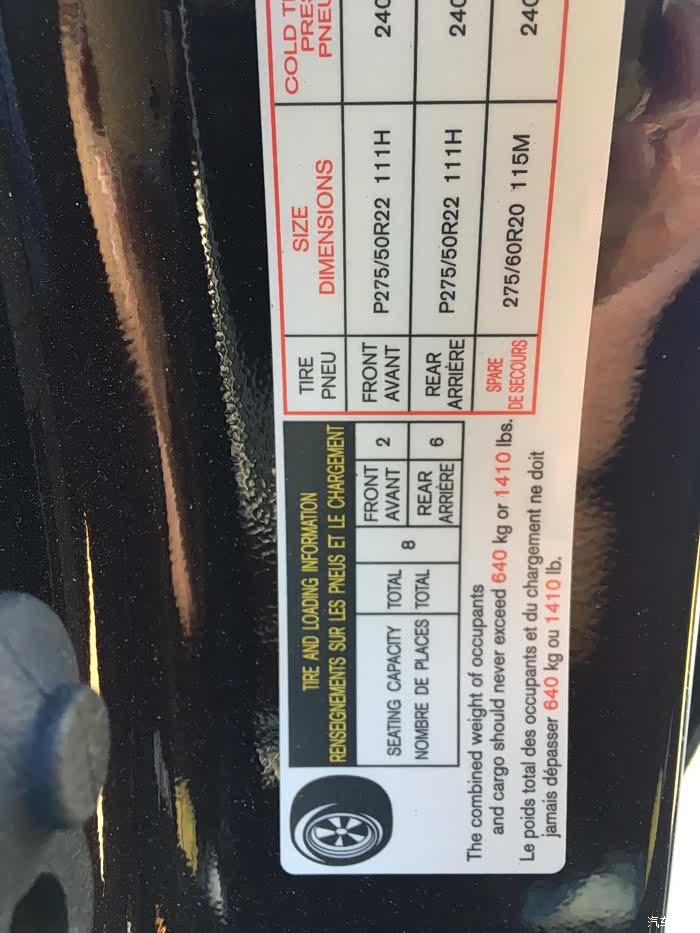 TIRE AND LOADING INFORMATION
RENSEIGNEMENTS SUR LES PNEUS ET LE CHARGEMENT
SEATING CAPACITY TOTAL 8 FRONT 2
NOMBRE DE PLACES TOTAL AVANT
REAR 6
ARRIÈRE
The combined weight of occupants
and cargo should never exceed 640 kg or 1410 lbs.
Le poids total des occupants et du chargement ne doit
jamais dépasser 640 kg ou 1410 lb.
TIRE SIZE COLD
PNEU DIMENSIONS
FRONT P275/50R22 111H 240
AVANT
REAR P275/50R22 111H 240
ARRIÈRE
SPARE 275/60R20 115M 240
DE SECOURS